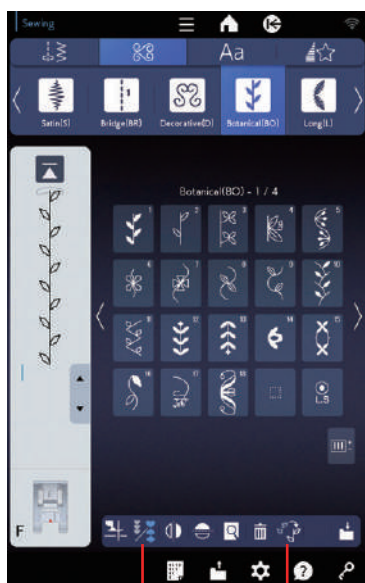 Sewing
Aa
Satin(S) Bridge(BR) Decorative(D) Botanical(BO) Long(L)
Botanical(BO) - 1 / 4
1 2 3 4 5
6 7 8 9 10
11 12 13 14 15
16 17 18 L.S
F
?